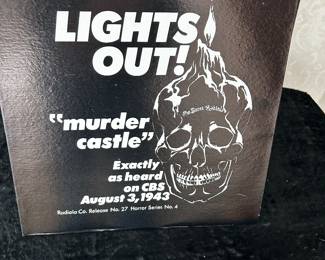 LIGHTS
OUT!
"murder
castle"
Exactly
as heard
on CBS
August 3, 1943
Radiola Co. Release No. 27 Horror Series No. 4